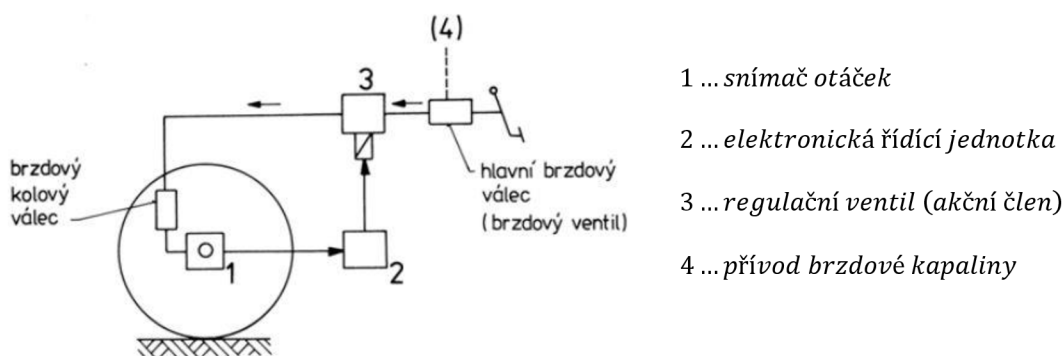 (4)
3
brzdový
kolový
válec
hlavní brzdový
válec
(brzdový ventil)
1
2
1 … snímač otáček
2 … elektronická řídící jednotka
3 … regulační ventil (akční člen)
4 … přívod brzdové kapaliny